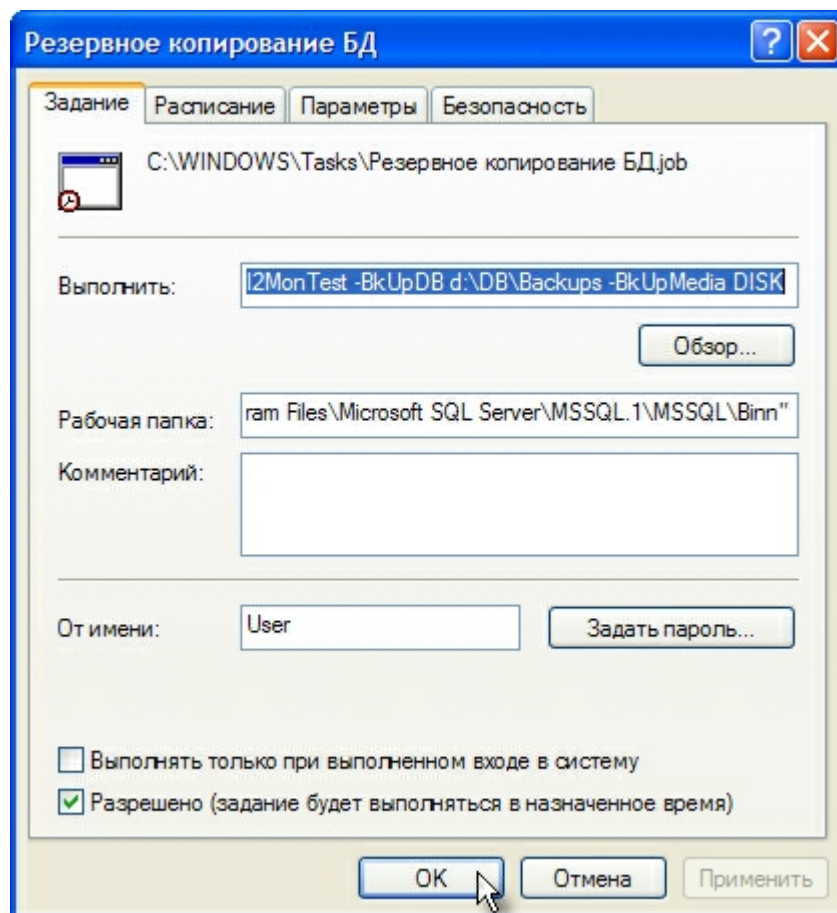 Резервное копирование БД
Задание Расписание Параметры Безопасность
C:\WINDOWS\Tasks\Резервное копирование БД.job
Выполнить: l2MonTest -BkUpDB d:\DB\Backups -BkUpMedia DISK
Обзор...
Рабочая папка: ram Files\Microsoft SQL Server\MSSQL.1\MSSQL\Binn"
Комментарий:
От имени: User Задать пароль...
Выполнять только при выполненном входе в систему
Разрешено (задание будет выполняться в назначенное время)
OK Отмена Применить